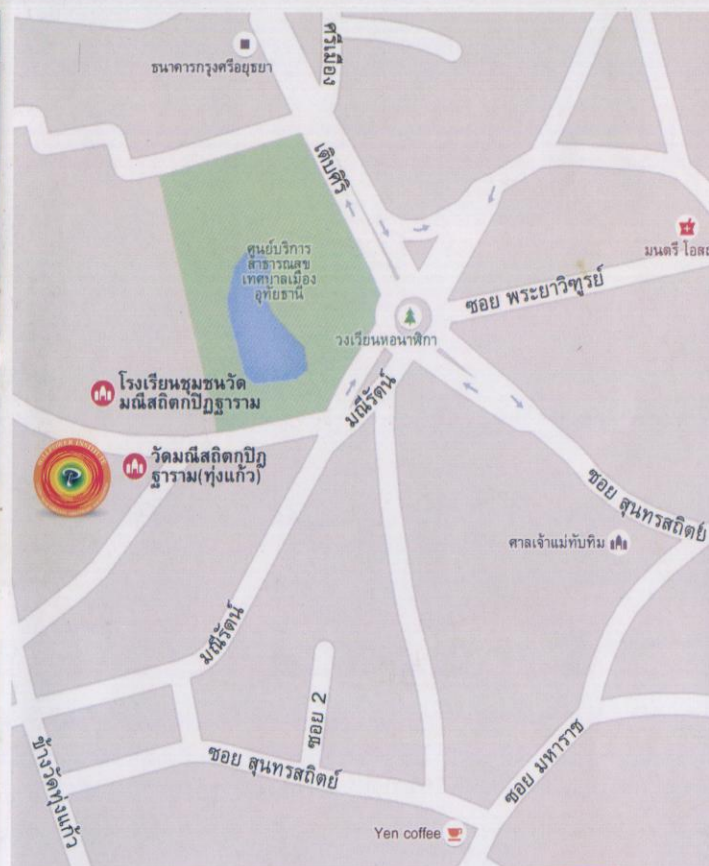 ศรีเมือง
ธนาคารกรุงศรีอยุธยา
เติบศิริ
ศูนย์บริการ
สาธารณสุข
เทศบาลเมือง
อุทัยธานี
มนตรี โอสถ
ซอย พระยาวิฑูรย์
วงเวียนหอนาฬิกา
มณีรัตน์
โรงเรียนชุมชนวัด
มณีสถิตกปิฏฐาราม
วัดมณีสถิตกปิฎ
ฐาราม(ทุ่งแก้ว)
ซอย สุนทรสถิตย์
ศาลเจ้าแม่ทับทิม
มณีรัตน์
ซอย 2
ซอย มหาราช
ซอย สุนทรสถิตย์
ข้างวัดทุ่งแก้ว
Yen coffee